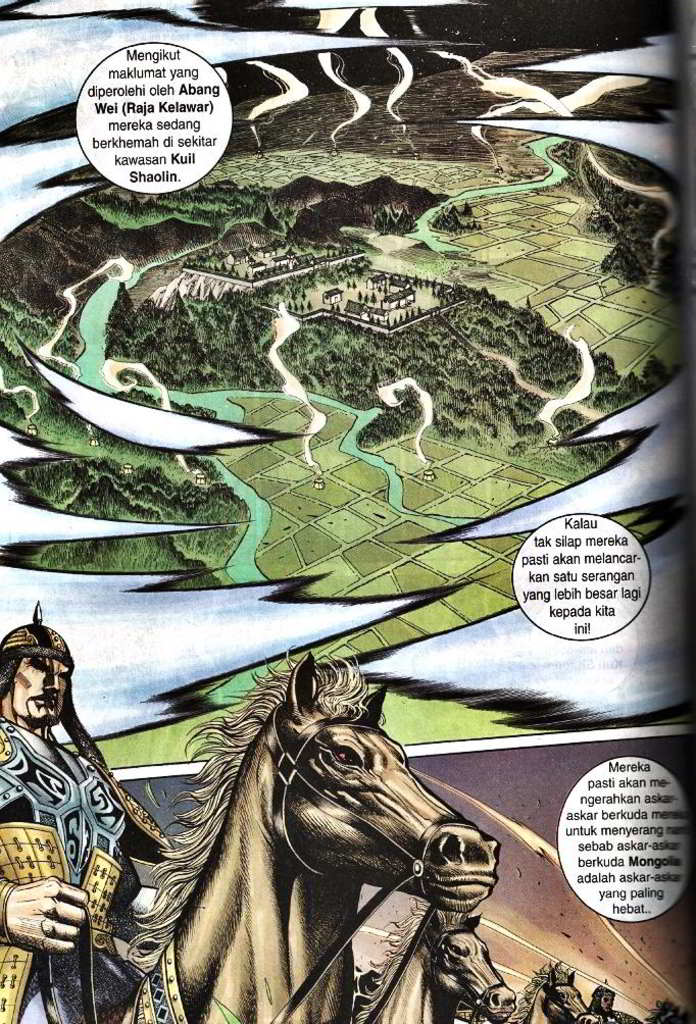 Mengikut
maklumat yang
diperolehi oleh Abang
Wei (Raja Kelawar)
mereka sedang
berkhemah di sekitar
kawasan Kuil
Shaolin.
Kalau
tak silap mereka
pasti akan melancar-
kan satu serangan
yang lebih besar lagi
kepada kita
ini!
Mereka
pasti akan me-
ngerahkan askar-
askar berkuda
untuk menyerang
sebab askar-askar
berkuda Mongolia
adalah askar-askar
yang paling
hebat..